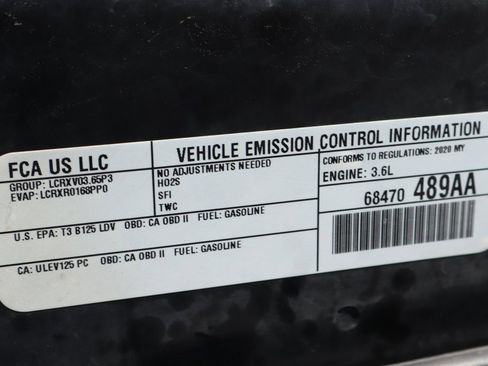 FCA US LLC
GROUP: LCRXV03.65P3
EVAP: LCRXR0168PP0
VEHICLE EMISSION CONTROL INFORMATION
NO ADJUSTMENTS NEEDED
HO2S
SFI
TWC
CONFORMS TO REGULATIONS: 2020 MY
ENGINE: 3.6L
68470 489AA
U.S. EPA: T3 B125 LDV OBD: CA OBD II FUEL: GASOLINE
CA: ULEV125 PC OBD: CA OBD II FUEL: GASOLINE